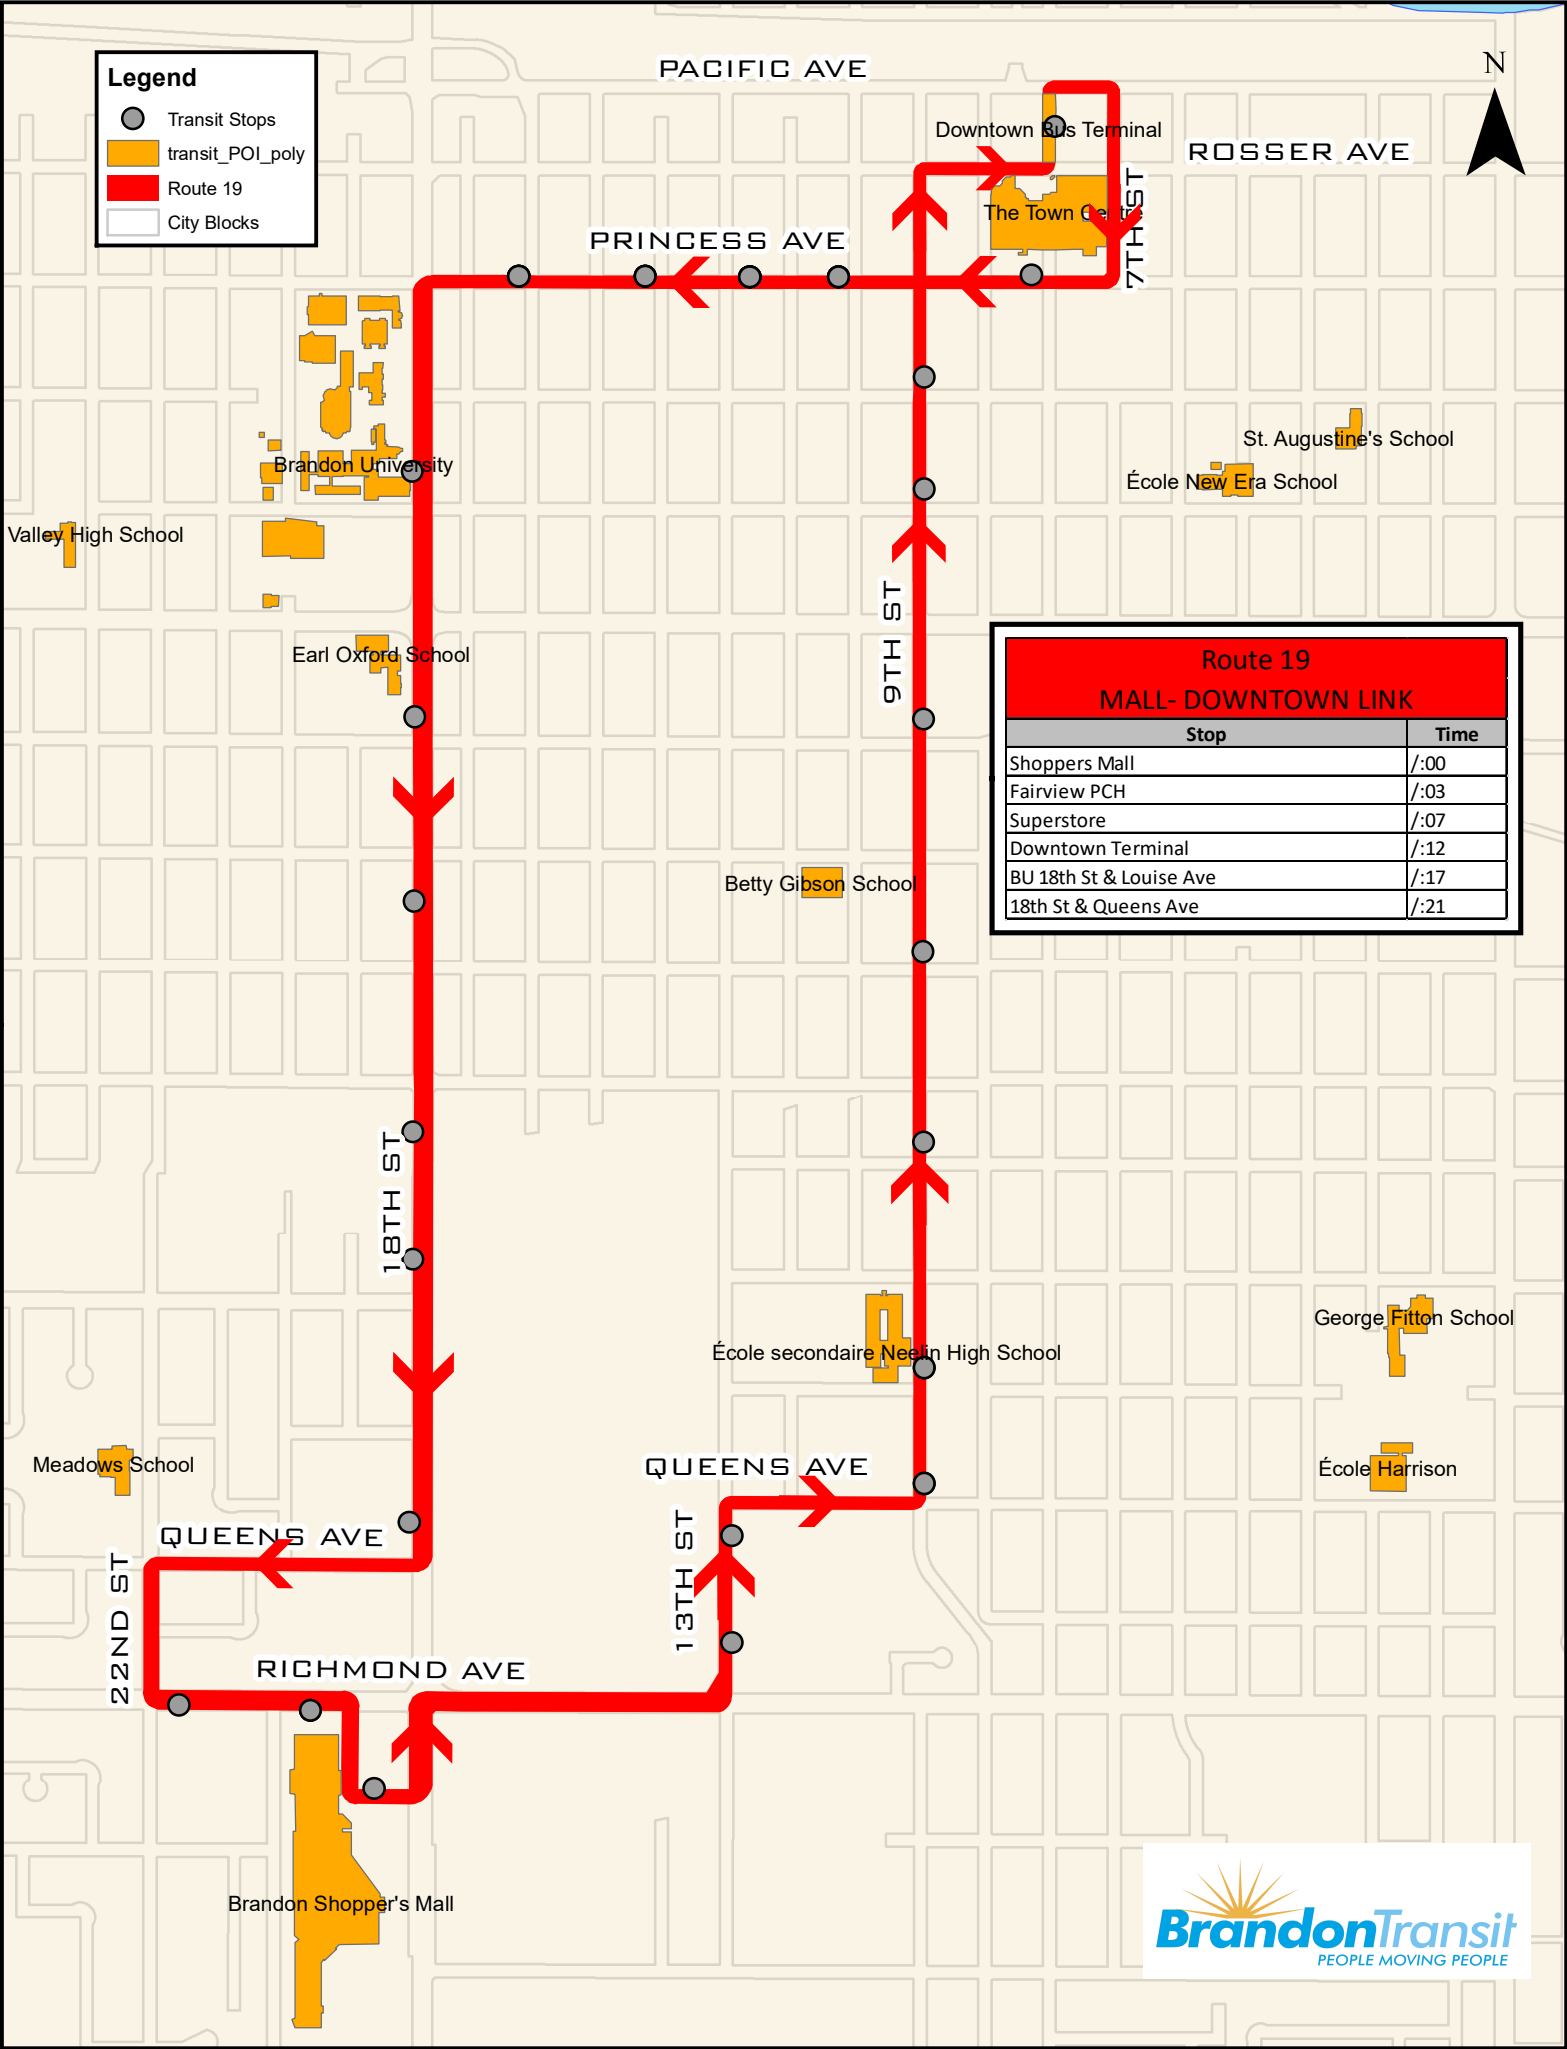 PACIFIC AVE
N
Legend
Transit Stops
transit_POI_poly
Route 19
City Blocks
Downtown Bus Terminal
ROSSER AVE
The Town Centre
7TH ST
PRINCESS AVE
St. Augustine's School
Brandon University
École New Era School
Valley High School
9TH ST
Earl Oxford School
Route 19
MALL- DOWNTOWN LINK
Stop Time
Shoppers Mall /:00
Fairview PCH /:03
Superstore /:07
Downtown Terminal /:12
BU 18th St & Louise Ave /:17
18th St & Queens Ave /:21
Betty Gibson School
18TH ST
George Fitton School
École secondaire Neelin High School
Meadows School
QUEENS AVE
École Harrison
QUEENS AVE
13TH ST
22ND ST
RICHMOND AVE
Brandon Shopper's Mall
BrandonTransit
PEOPLE MOVING PEOPLE